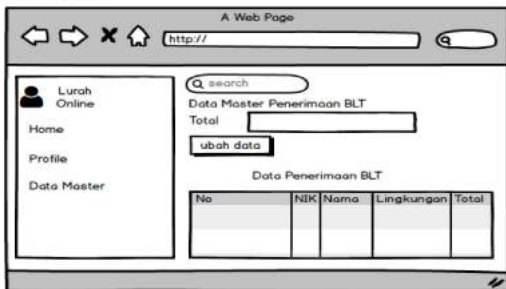 A Web Page
http://
Lurah
Online
Home
Profile
Data Master
search
Data Master Penerimaan BLT
Total
ubah data
Data Penerimaan BLT
No NIK Nama Lingkungan Total